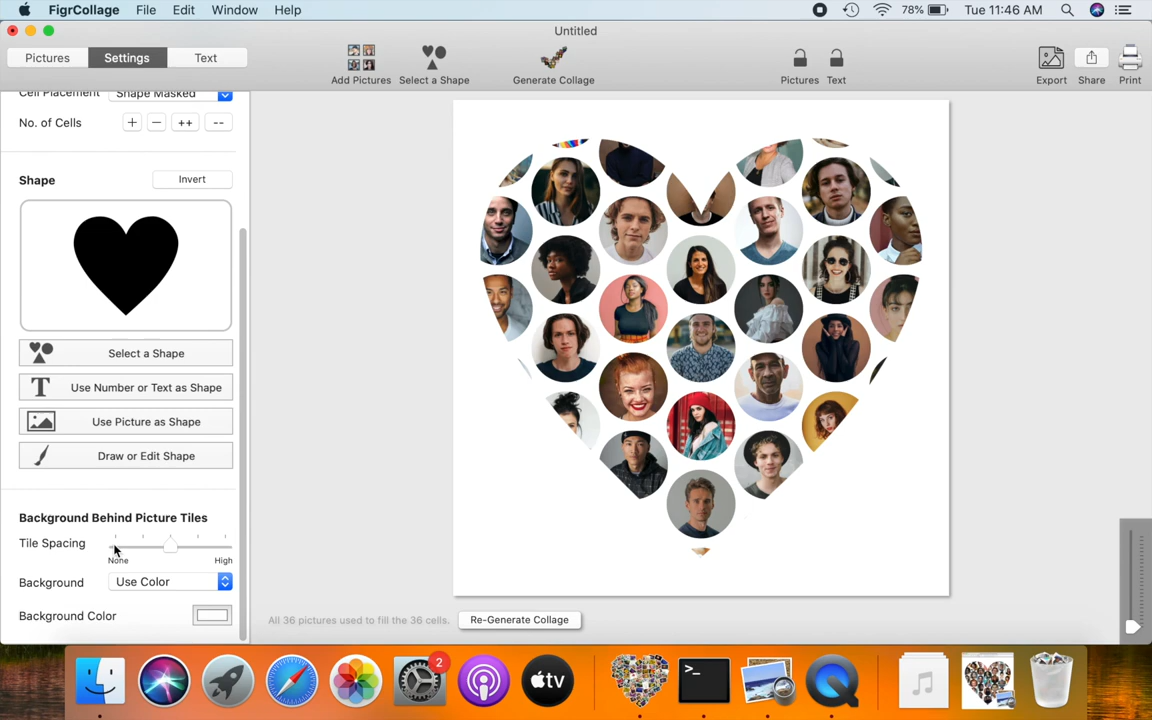 FigrCollage File Edit Window Help
78% Tue 11:46 AM
Untitled
Pictures Settings Text
Add Pictures Select a Shape Generate Collage Pictures Text Export Share Print
Cell Placement Shape Masked
No. of Cells + − ++ --
Shape Invert
Select a Shape
T Use Number or Text as Shape
Use Picture as Shape
Draw or Edit Shape
Background Behind Picture Tiles
Tile Spacing
None High
Background Use Color
Background Color
All 36 pictures used to fill the 36 cells. Re-Generate Collage
2
tv
>_